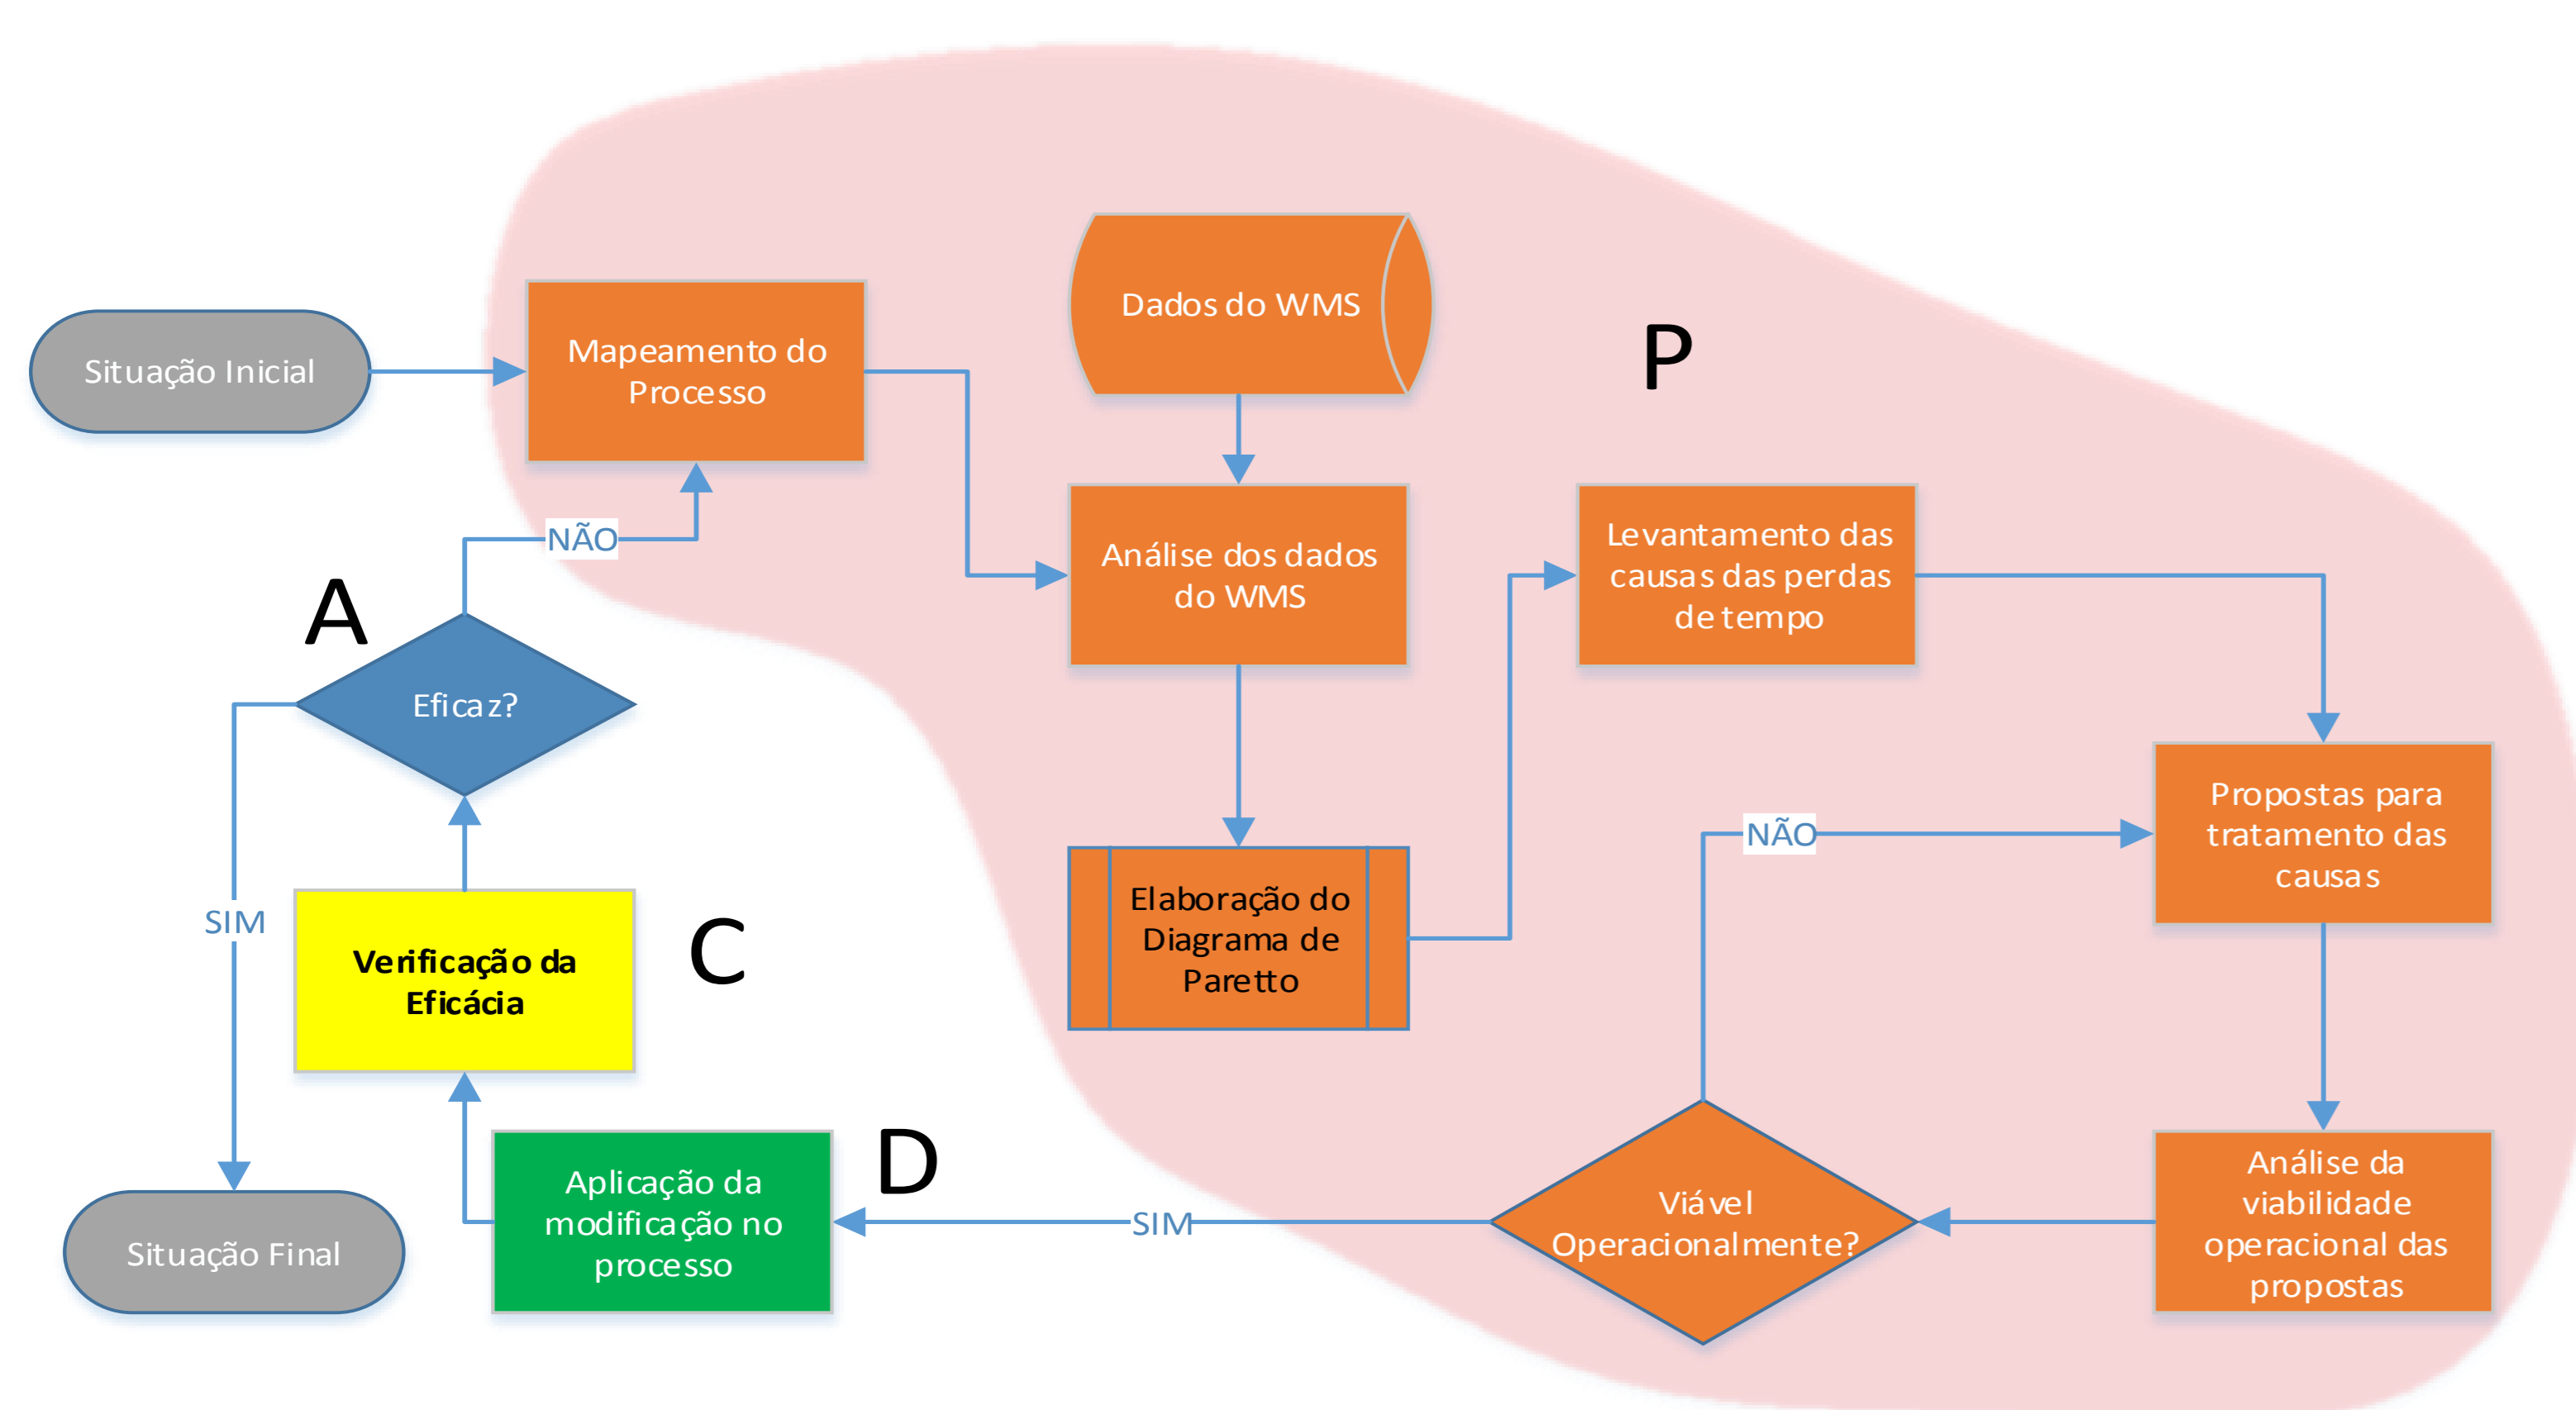 Dados do WMS
P
Situação Inicial
Mapeamento do
Processo
NÃO
Análise dos dados
do WMS
Levantamento das
causas das perdas
de tempo
A
Eficaz?
Propostas para
tratamento das
causas
NÃO
SIM
Verificação da
Eficácia
C
Elaboração do
Diagrama de
Paretto
D
Aplicação da
modificação no
processo
SIM
Viável
Operacionalmente?
Análise da
viabilidade
operacional das
propostas
Situação Final